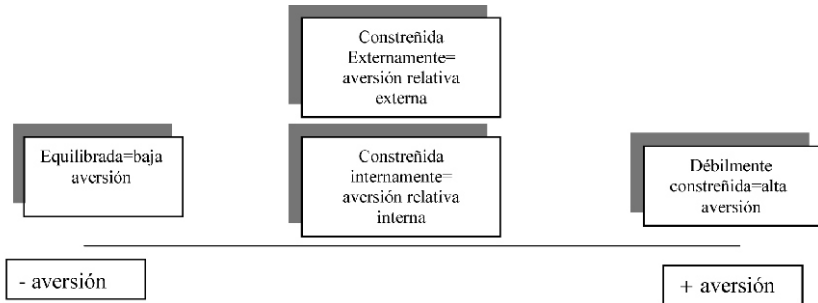 Constreñida
Externamente=
aversión relativa
externa
Equilibrada=baja
aversión
Constreñida
internamente=
aversión relativa
interna
Débilmente
constreñida=alta
aversión
- aversión
+ aversión